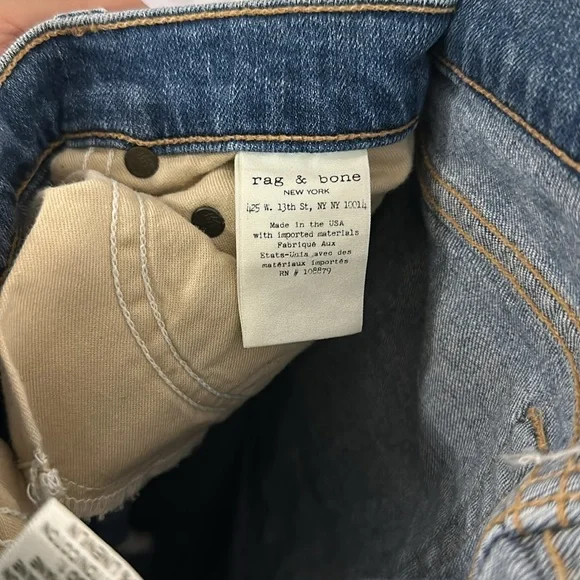 rag & bone
NEW YORK
425 W. 13th St, NY NY 10014
Made in the USA
with imported materials
Fabriqué Aux
Etats-Unis avec des
matériaux importés
RN # 108879